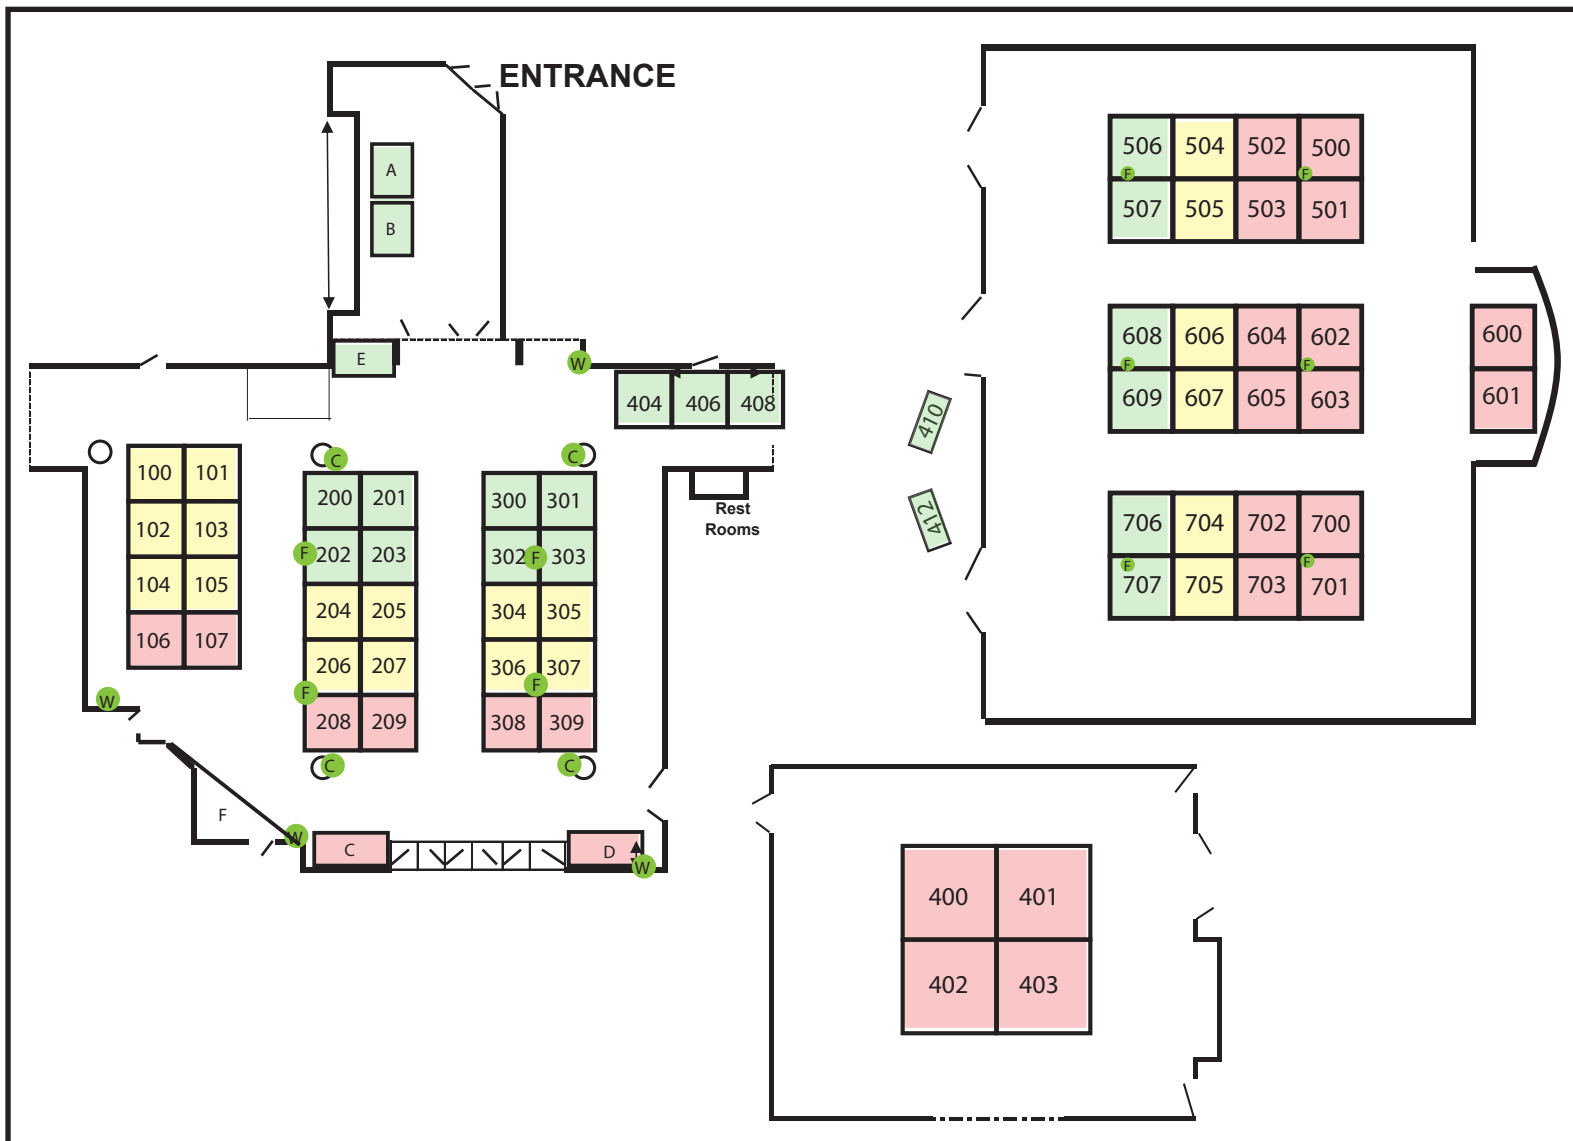 ENTRANCE
A
B
E
W
404 406 408
C C
100 101
102 103
104 105
106 107
W
200 201
F 202 203
204 205
206 207
F
208 209
C
300 301
302 F 303
304 305
306 307
F
308 309
C
Rest
Rooms
F
W
C
D
W
410
412
506 504 502 500
F F
507 505 503 501
608 606 604 602
F F
609 607 605 603
600
601
706 704 702 700
F F
707 705 703 701
400 401
402 403